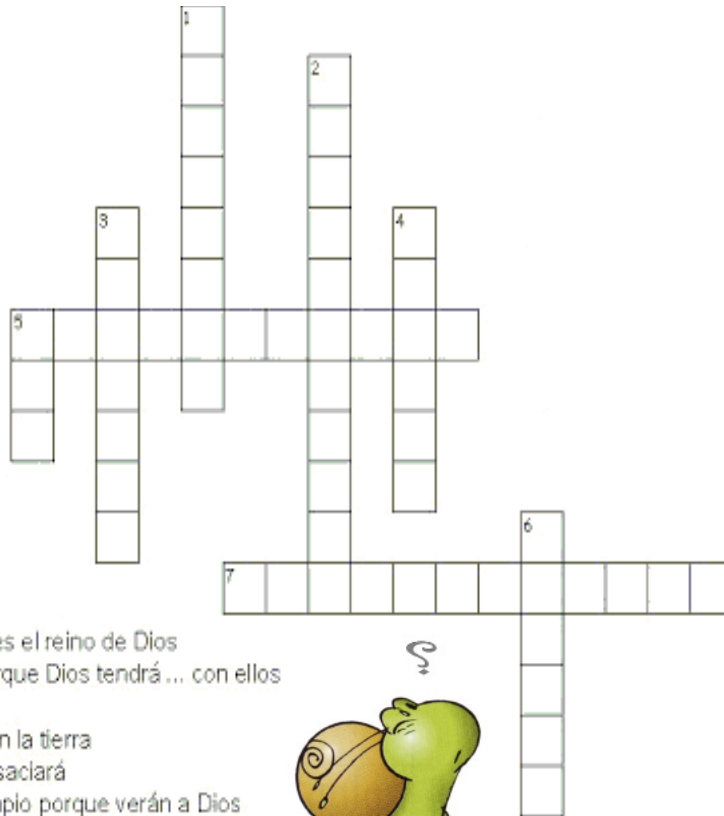 1
2
3
4
5
6
7
es el reino de Dios
que Dios tendrá ... con ellos
n la tierra
saciará
pio porque verán a Dios
?